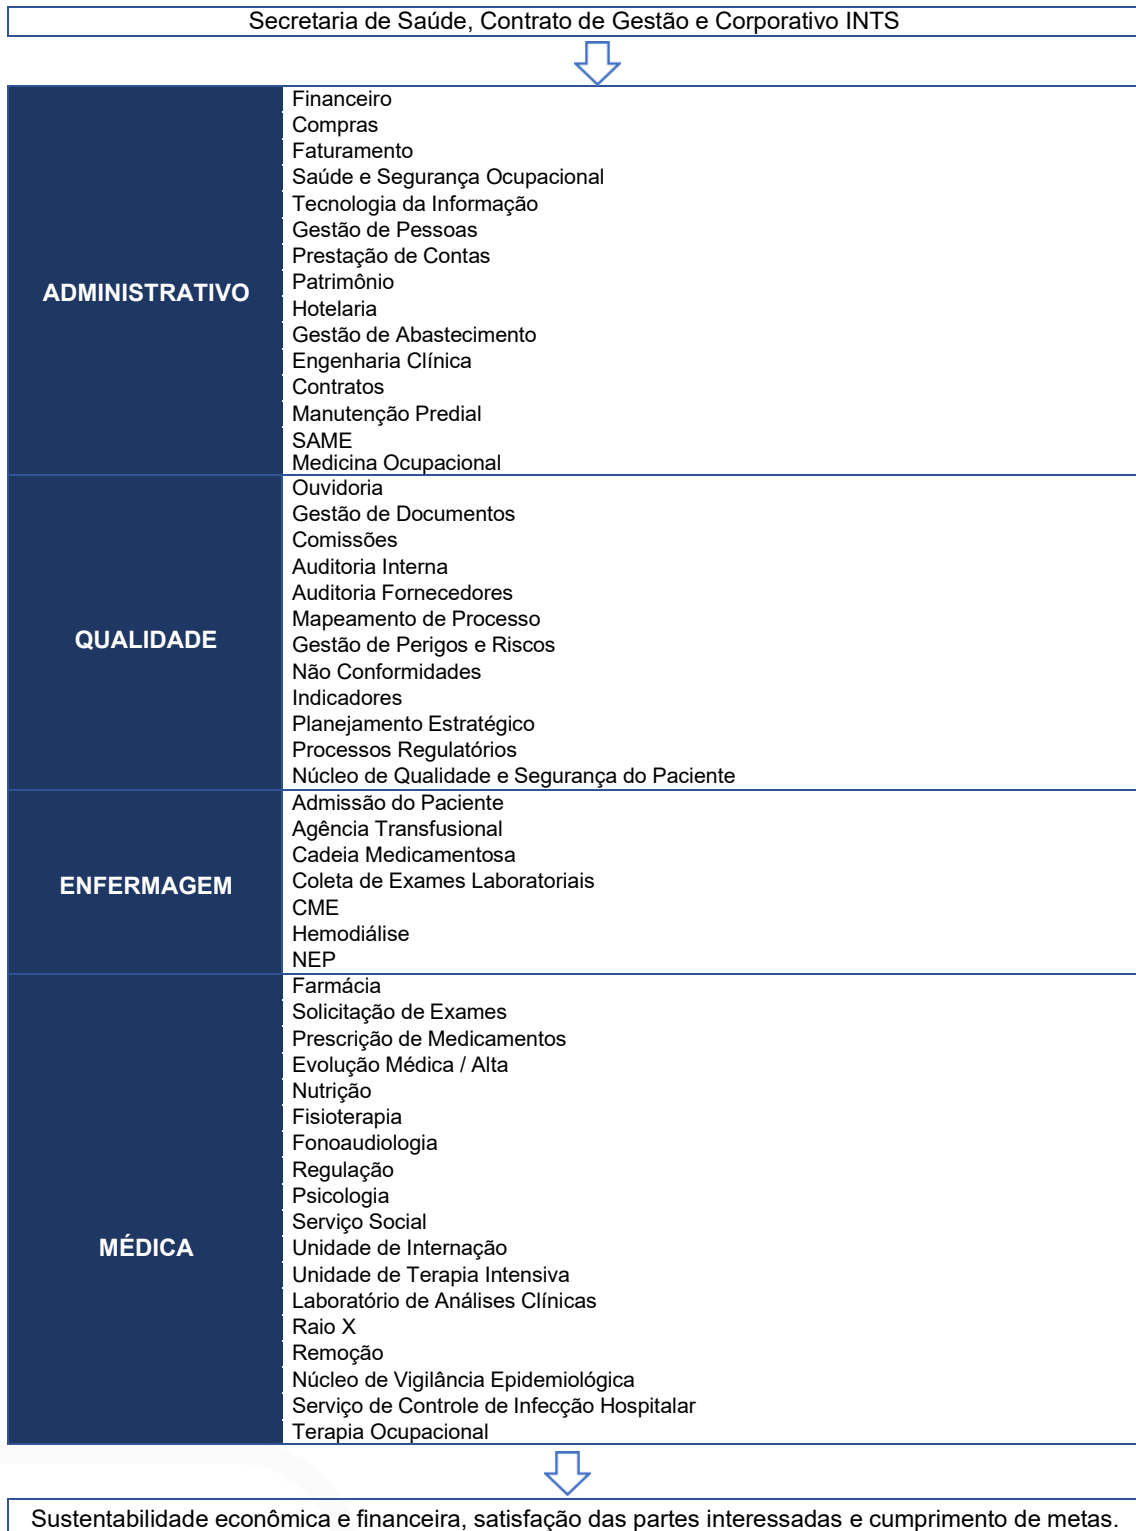 Secretaria de Saúde, Contrato de Gestão e Corporativo INTS
ADMINISTRATIVO
Financeiro
Compras
Faturamento
Saúde e Segurança Ocupacional
Tecnologia da Informação
Gestão de Pessoas
Prestação de Contas
Patrimônio
Hotelaria
Gestão de Abastecimento
Engenharia Clínica
Contratos
Manutenção Predial
SAME
Medicina Ocupacional
QUALIDADE
Ouvidoria
Gestão de Documentos
Comissões
Auditoria Interna
Auditoria Fornecedores
Mapeamento de Processo
Gestão de Perigos e Riscos
Não Conformidades
Indicadores
Planejamento Estratégico
Processos Regulatórios
Núcleo de Qualidade e Segurança do Paciente
ENFERMAGEM
Admissão do Paciente
Agência Transfusional
Cadeia Medicamentosa
Coleta de Exames Laboratoriais
CME
Hemodiálise
NEP
MÉDICA
Farmácia
Solicitação de Exames
Prescrição de Medicamentos
Evolução Médica / Alta
Nutrição
Fisioterapia
Fonoaudiologia
Regulação
Psicologia
Serviço Social
Unidade de Internação
Unidade de Terapia Intensiva
Laboratório de Análises Clínicas
Raio X
Remoção
Núcleo de Vigilância Epidemiológica
Serviço de Controle de Infecção Hospitalar
Terapia Ocupacional
Sustentabilidade econômica e financeira, satisfação das partes interessadas e cumprimento de metas.